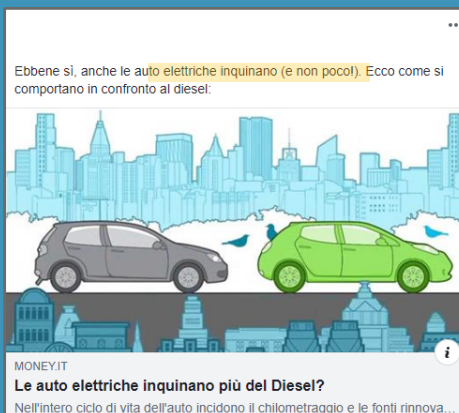 Ebbene sì, anche le auto elettriche inquinano (e non poco!). Ecco come si
comportano in confronto al diesel:
i
MONEY.IT
Le auto elettriche inquinano più del Diesel?
Nell'intero ciclo di vita dell'auto incidono il chilometraggio e le fonti rinnova...